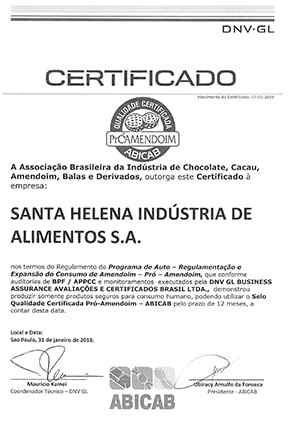 DNV·GL
CERTIFICADO
Vencimento do Certificado: 17-01-2019
QUALIDADE CERTIFICADA
PróAMENDOIM
ABICAB
A Associação Brasileira da Indústria de Chocolate, Cacau,
Amendoim, Balas e Derivados, outorga este Certificado à
empresa:
SANTA HELENA INDÚSTRIA DE
ALIMENTOS S.A.
nos termos do Regulamento do Programa de Auto – Regulamentação e
Expansão do Consumo de Amendoim – Pró – Amendoim, que conforme
auditorias de BPF / APPCC e monitoramentos executados pela DNV GL BUSINESS
ASSURANCE AVALIAÇÕES E CERTIFICADOS BRASIL LTDA., demonstrou
produzir somente produtos seguros para consumo humano, podendo utilizar o Selo
Qualidade Certificada Pró-Amendoim – ABICAB pelo prazo de 12 meses, a
contar desta data.
Local e Data:
Sao Paulo, 31 de janeiro de 2018.
Maurício Kamei
Coordenador Técnico – DNV GL
Ubiracy Arnulfo da Fonseca
Presidente - ABICAB
ABICAB